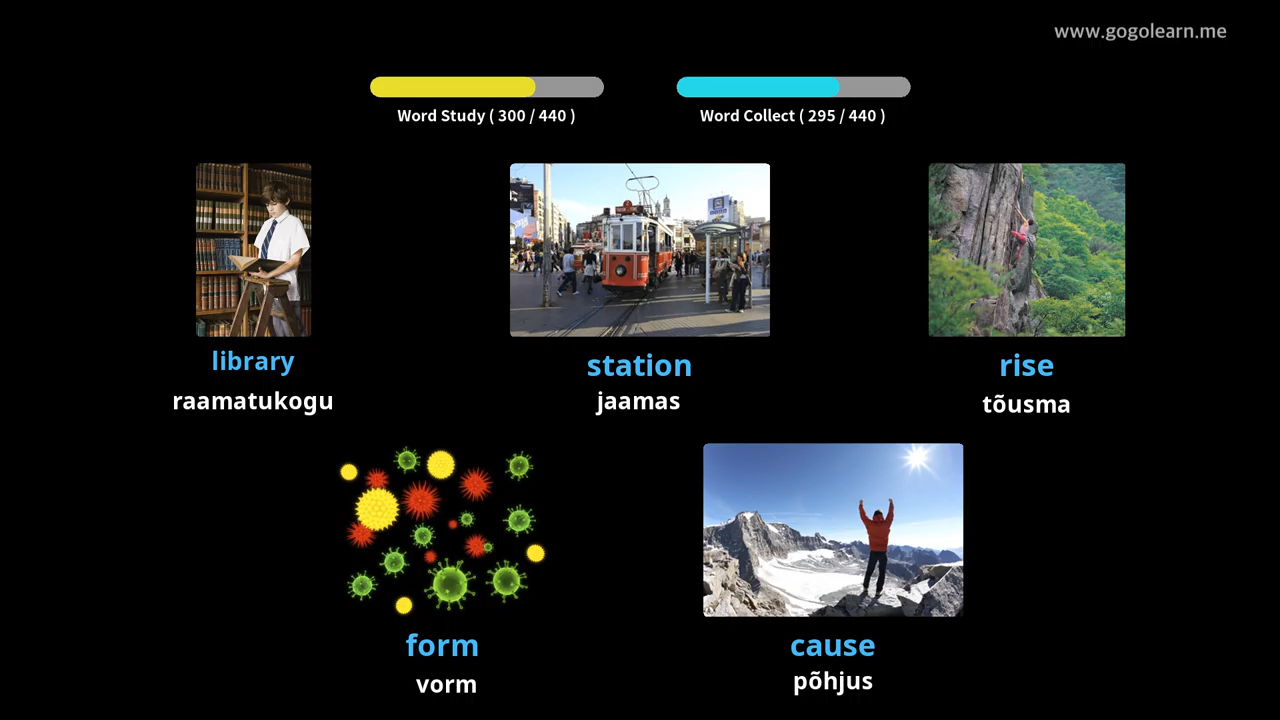 www.gogolearn.me
Word Study ( 300 / 440 )
Word Collect ( 295 / 440 )
library
station
rise
raamatukogu
jaamas
tõusma
form
cause
vorm
põhjus